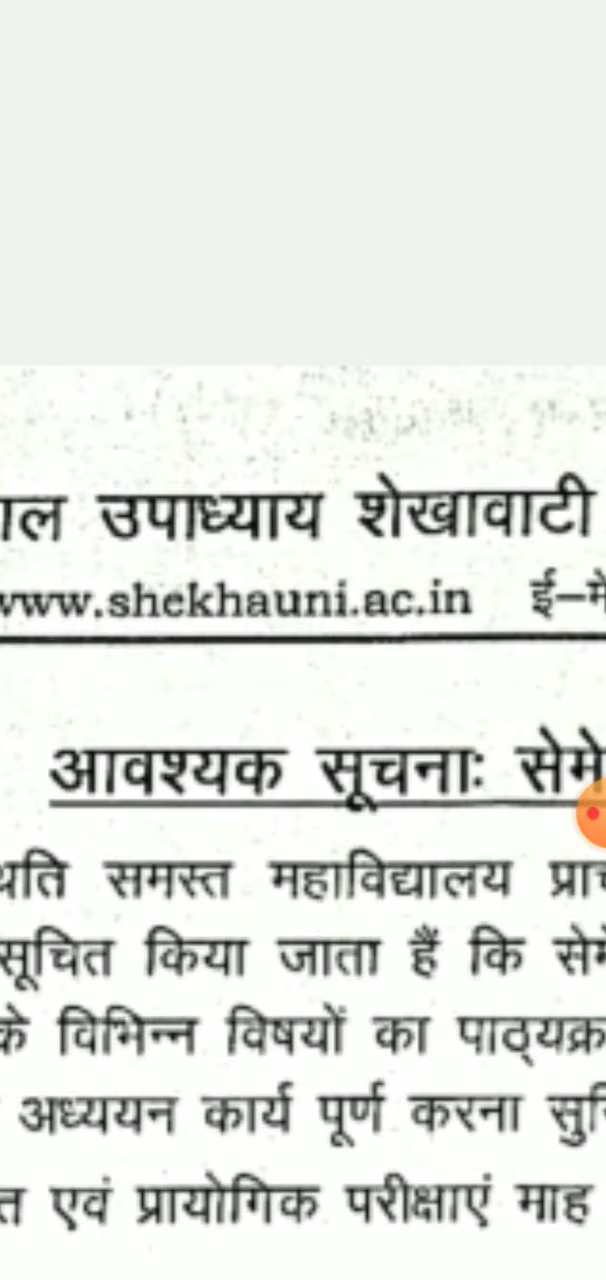 उपाध्याय शेखावाटी
www.shekhauni.ac.in
आवश्यक सूचनाः
समस्त महाविद्यालय
सूचित किया जाता हैं कि
के विभिन्न विषयों का
अध्ययन कार्य पूर्ण करना
एवं प्रायोगिक परीक्षाएं माह